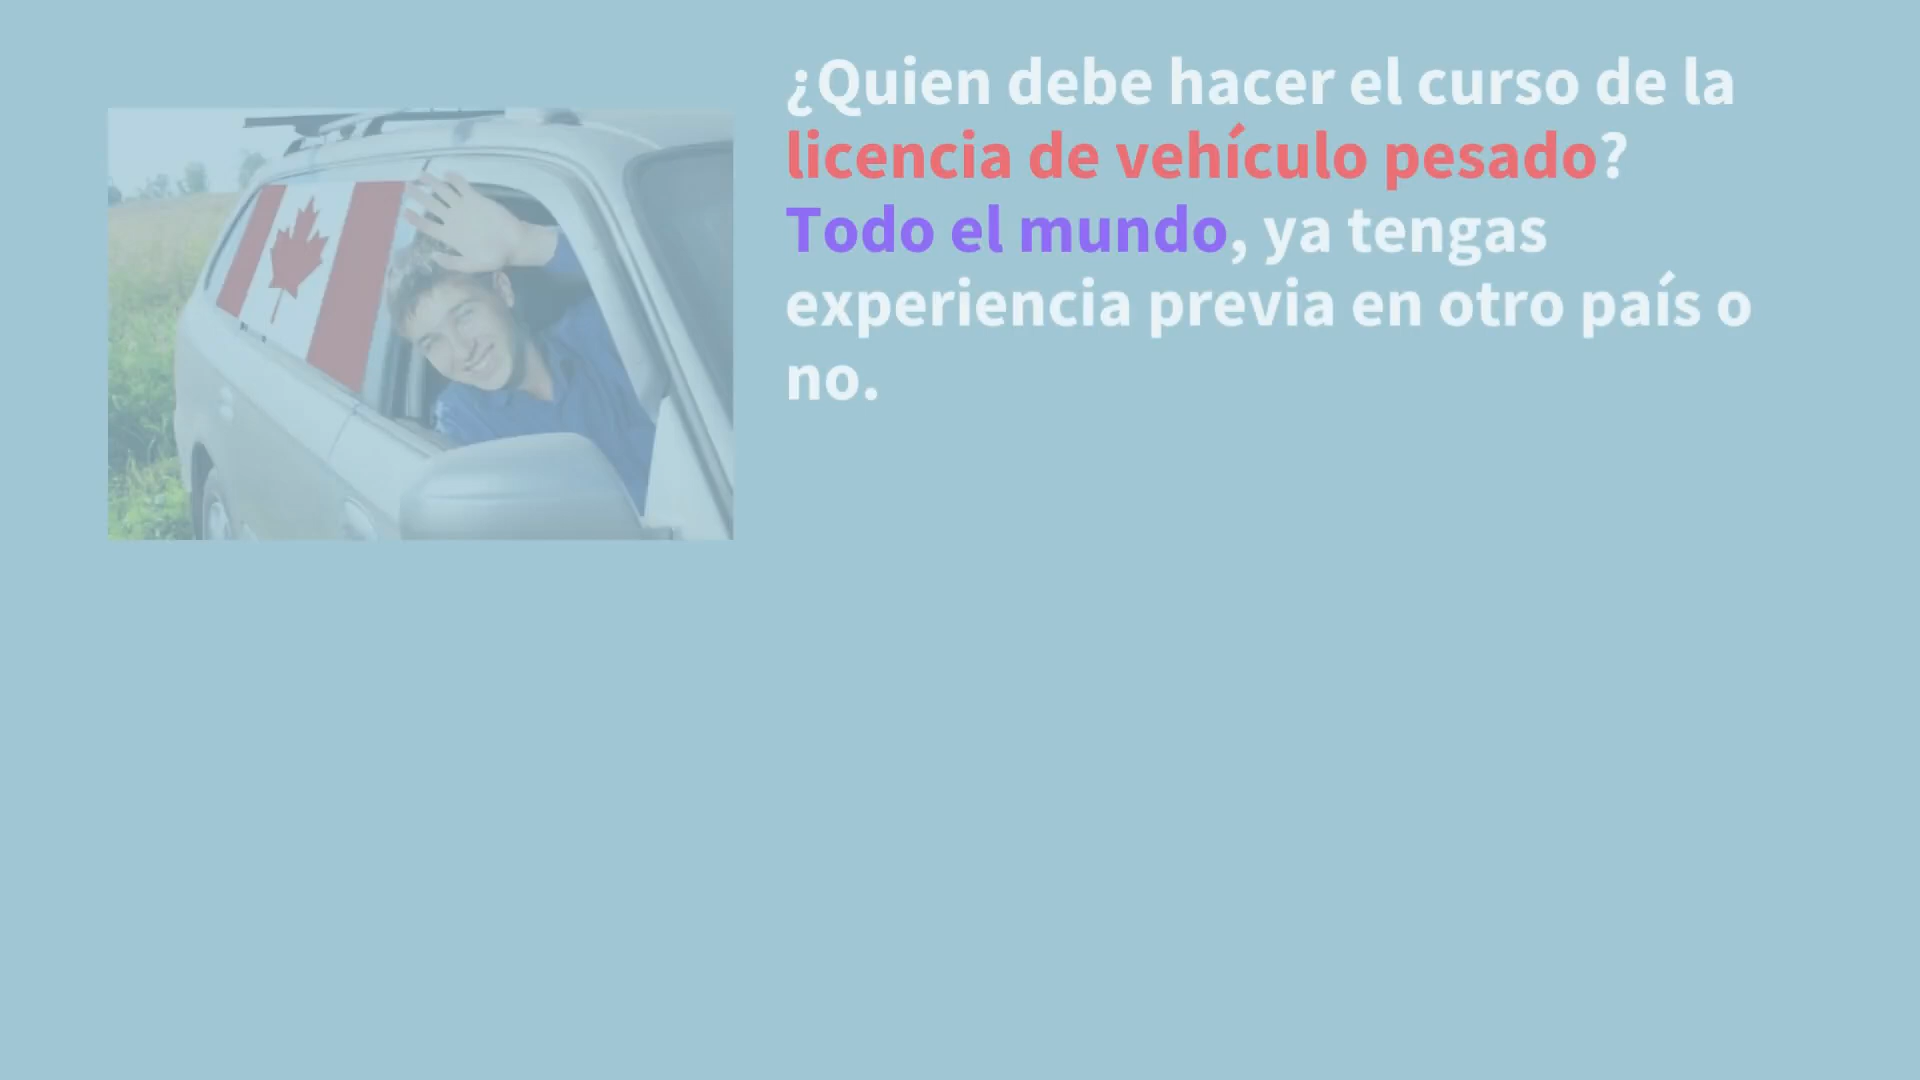 ¿Quien debe hacer el curso de la
licencia de vehículo pesado?
Todo el mundo, ya tengas
experiencia previa en otro país o
no.